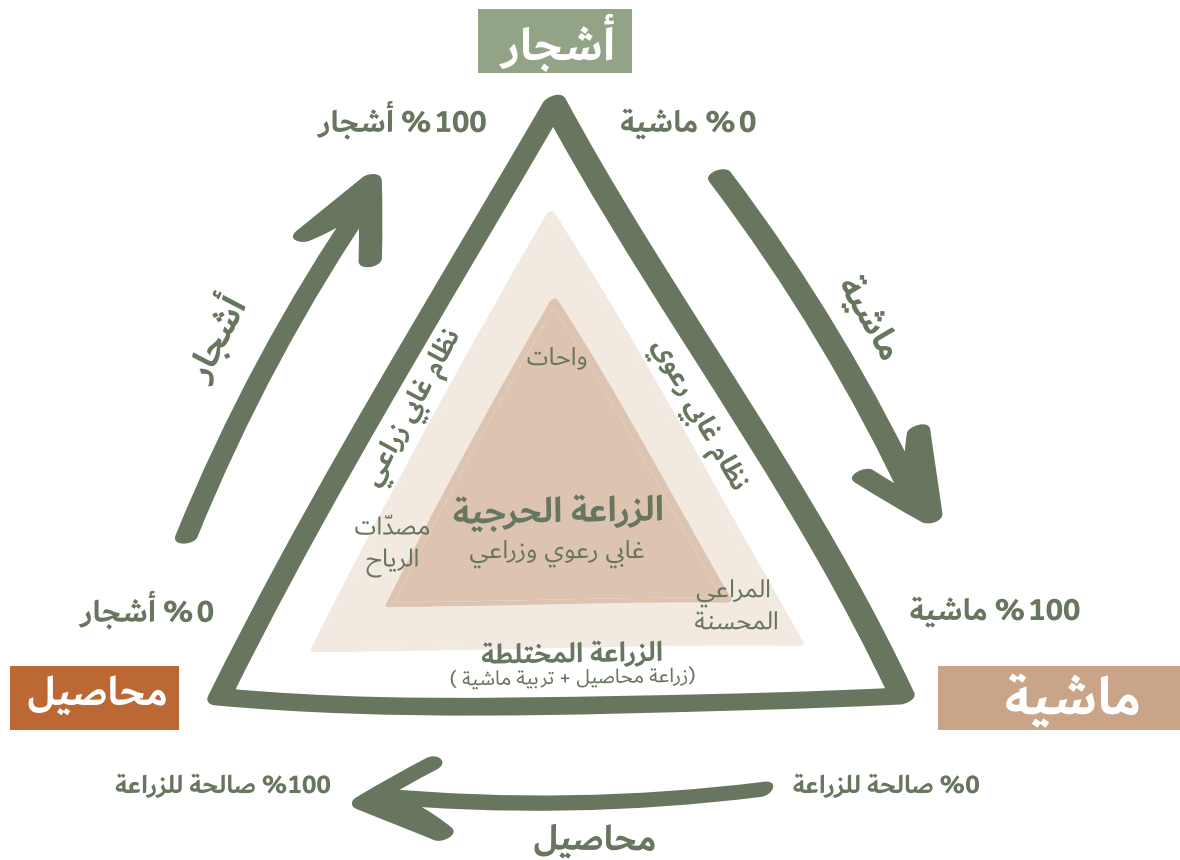 أشجار
100% أشجار
0% ماشية
أشجار
ماشية
نظام غابي زراعي
نظام غابي رعوي
واحات
الزراعة الحرجية
غابي رعوي وزراعي
مصدّات
الرياح
المراعي
المحسنة
0% أشجار
100% ماشية
الزراعة المختلطة
(زراعة محاصيل + تربية ماشية )
محاصيل
ماشية
100% صالحة للزراعة
0% صالحة للزراعة
محاصيل